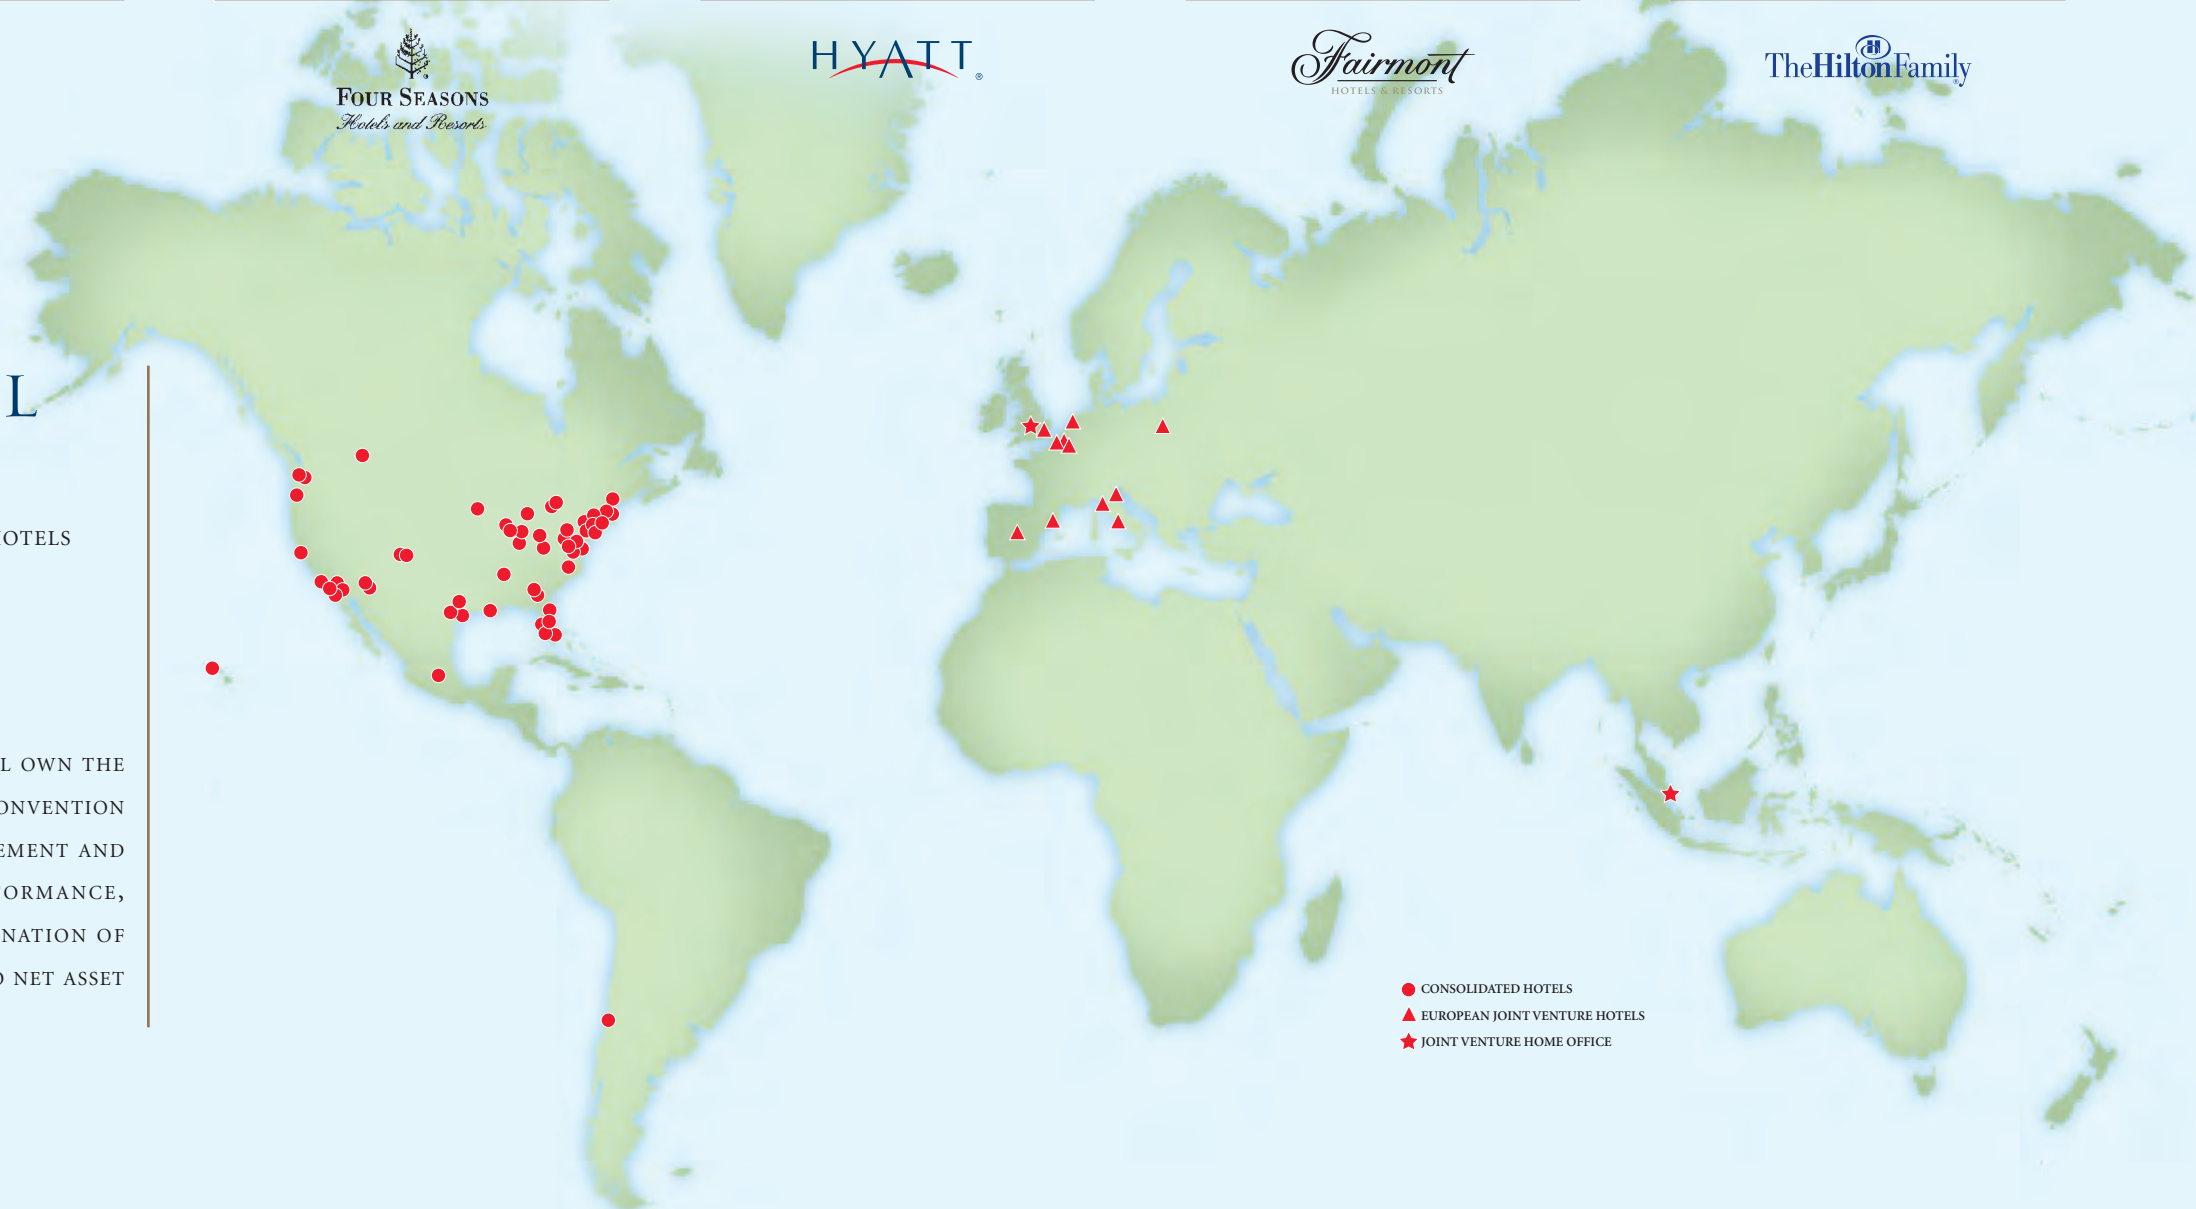 FOUR SEASONS
Hotels and Resorts
HYATT®
Fairmont
HOTELS & RESORTS
TheHiltonFamily®
L
HOTELS
L OWN THE
ONVENTION
EMENT AND
ORMANCE,
NATION OF
NET ASSET
CONSOLIDATED HOTELS
EUROPEAN JOINT VENTURE HOTELS
JOINT VENTURE HOME OFFICE